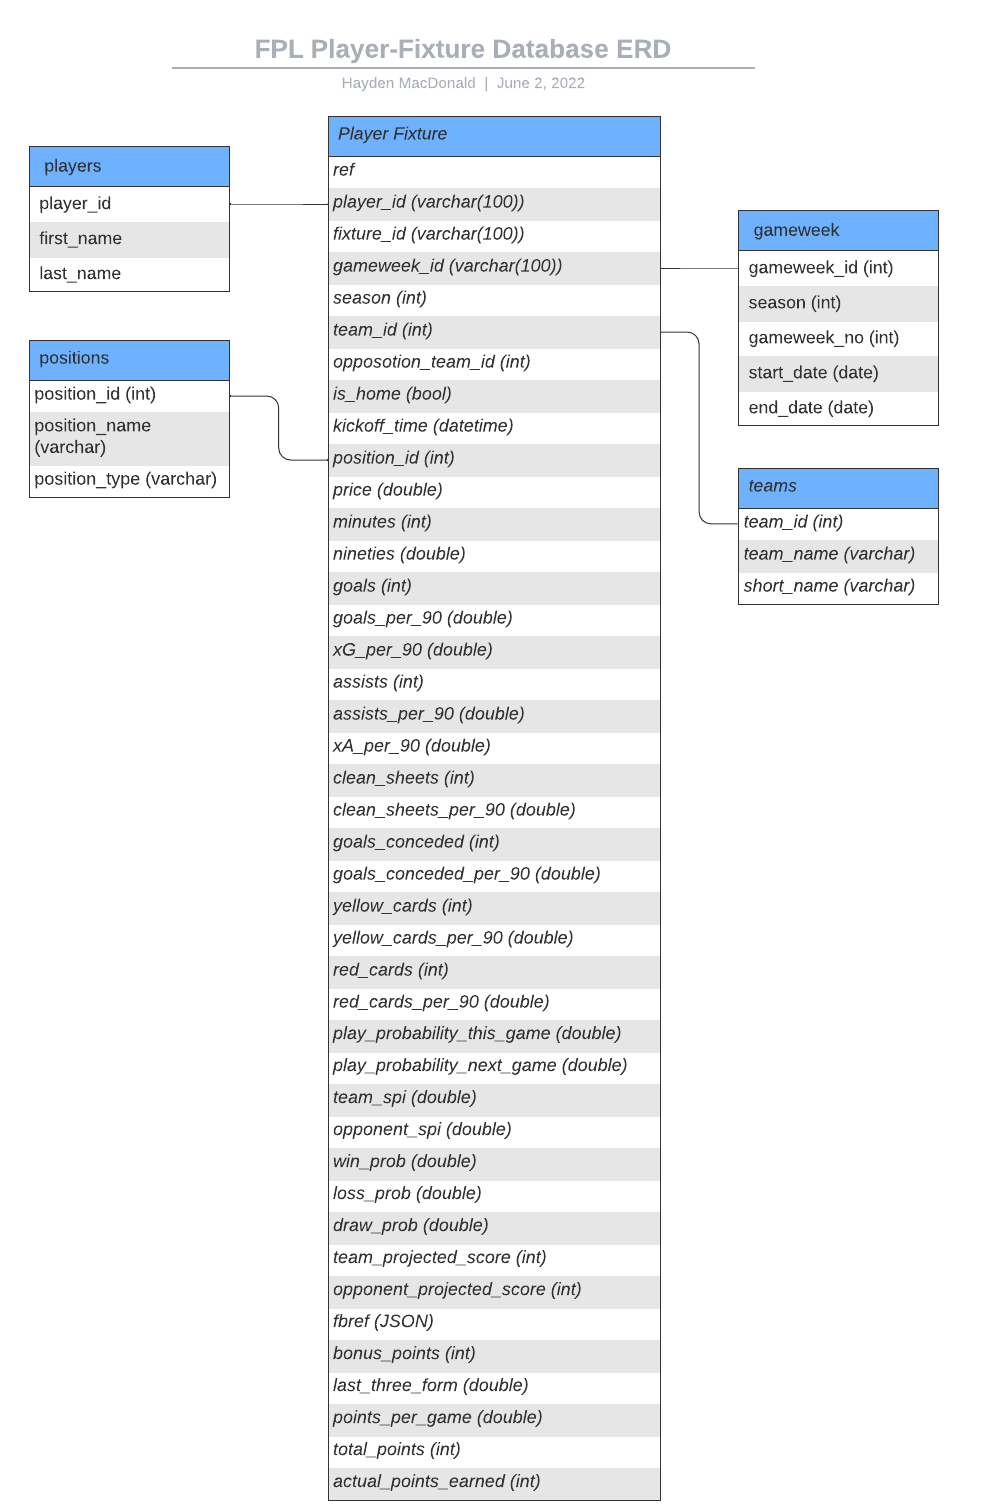 FPL Player-Fixture Database ERD
Hayden MacDonald | June 2, 2022
players
player_id
first_name
last_name
positions
position_id (int)
position_name
(varchar)
position_type (varchar)
Player Fixture
ref
player_id (varchar(100))
fixture_id (varchar(100))
gameweek_id (varchar(100))
season (int)
team_id (int)
opposotion_team_id (int)
is_home (bool)
kickoff_time (datetime)
position_id (int)
price (double)
minutes (int)
nineties (double)
goals (int)
goals_per_90 (double)
xG_per_90 (double)
assists (int)
assists_per_90 (double)
xA_per_90 (double)
clean_sheets (int)
clean_sheets_per_90 (double)
goals_conceded (int)
goals_conceded_per_90 (double)
yellow_cards (int)
yellow_cards_per_90 (double)
red_cards (int)
red_cards_per_90 (double)
play_probability_this_game (double)
play_probability_next_game (double)
team_spi (double)
opponent_spi (double)
win_prob (double)
loss_prob (double)
draw_prob (double)
team_projected_score (int)
opponent_projected_score (int)
fbref (JSON)
bonus_points (int)
last_three_form (double)
points_per_game (double)
total_points (int)
actual_points_earned (int)
gameweek
gameweek_id (int)
season (int)
gameweek_no (int)
start_date (date)
end_date (date)
teams
team_id (int)
team_name (varchar)
short_name (varchar)